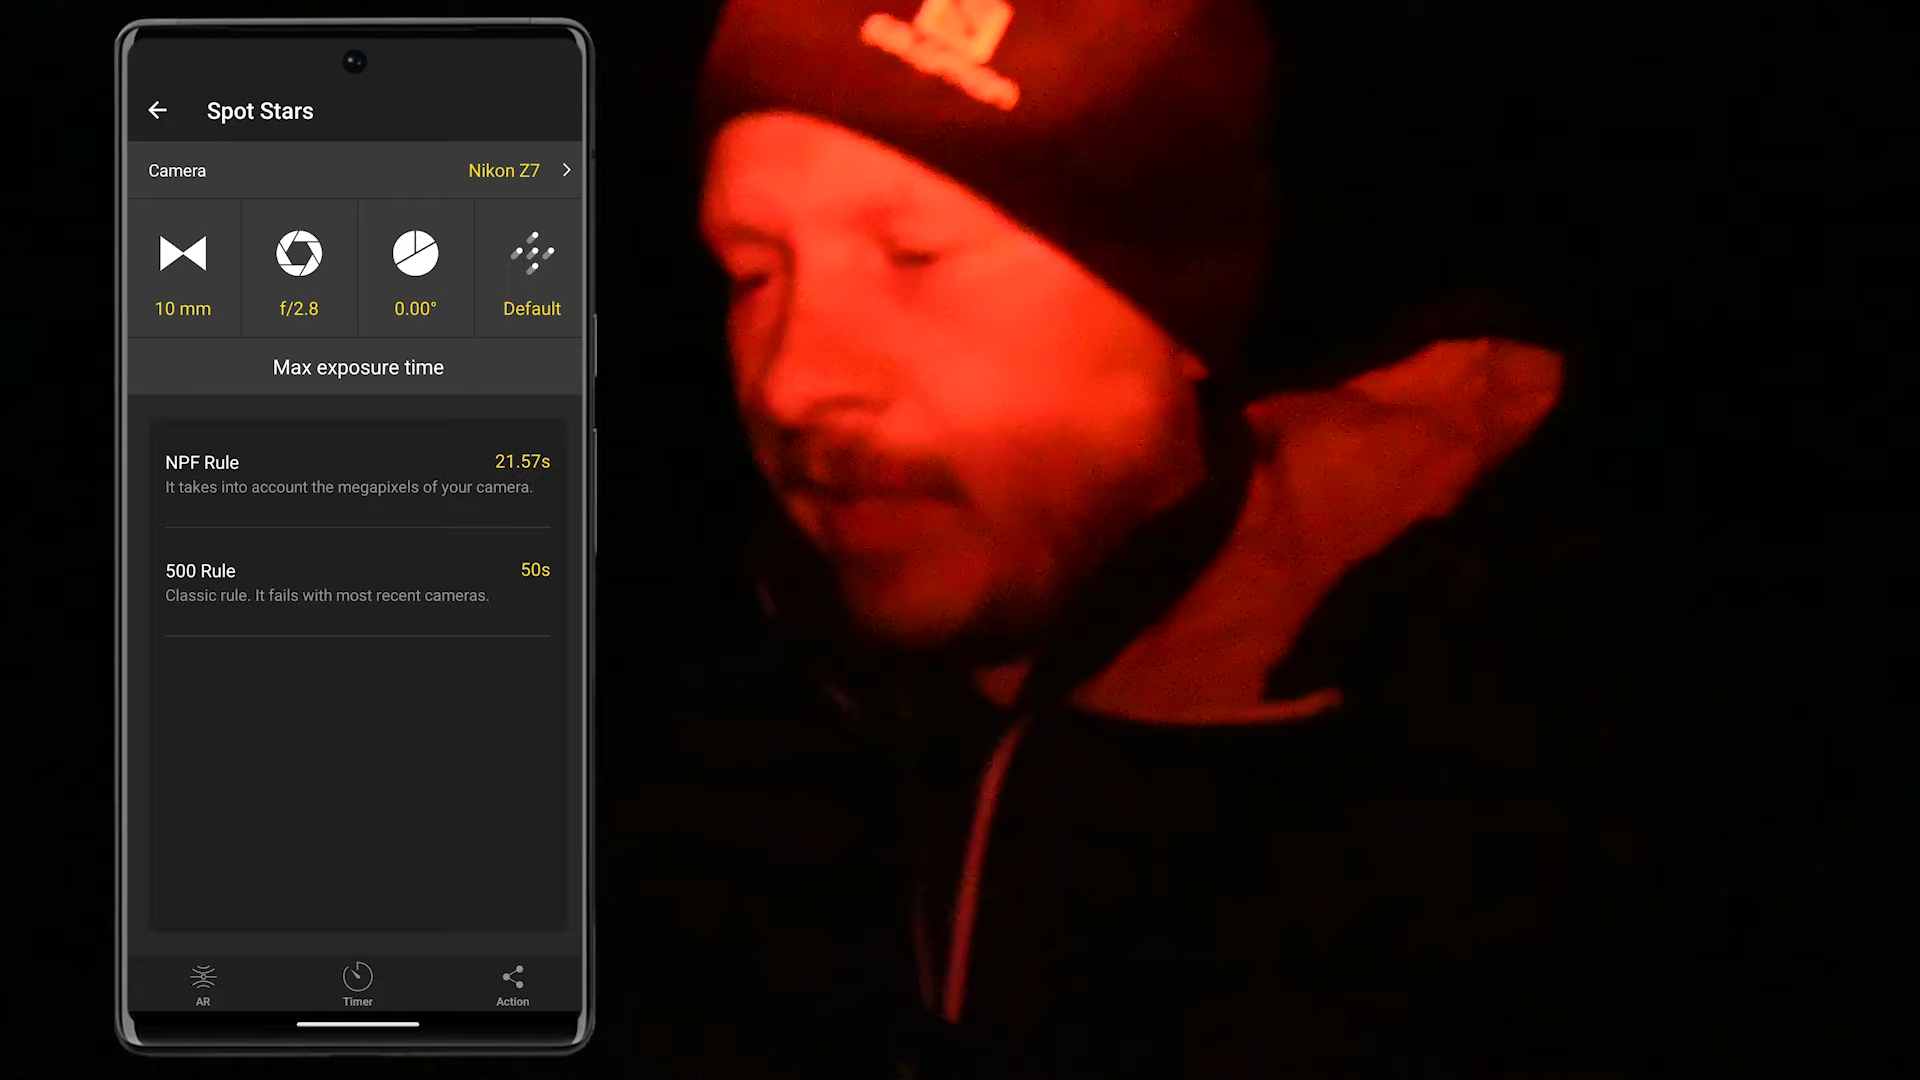 Spot Stars
Camera
Nikon Z7
10 mm
f/2.8
0.00°
Default
Max exposure time
NPF Rule
21.57s
It takes into account the megapixels of your camera.
500 Rule
50s
Classic rule. It fails with most recent cameras.
AR
Timer
Action